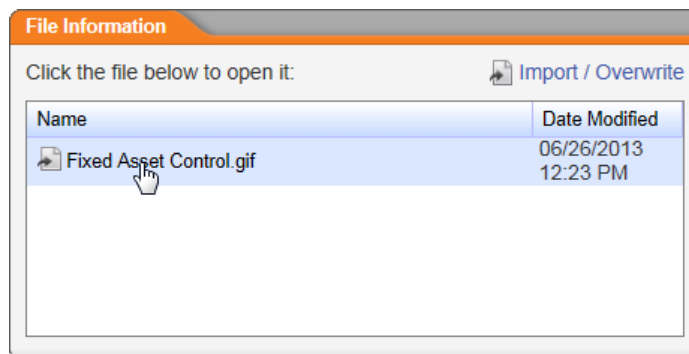 File Information
Click the file below to open it:
Import / Overwrite
Name
Date Modified
Fixed Asset Control.gif
06/26/2013
12:23 PM